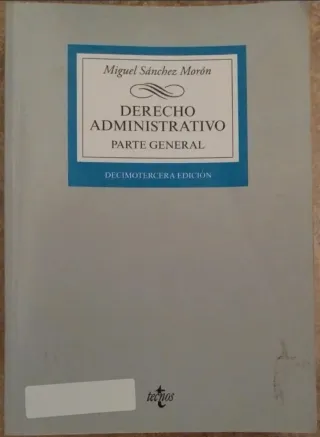 Miguel Sánchez Morón
DERECHO
ADMINISTRATIVO
PARTE GENERAL
DECIMOTERCERA EDICIÓN
tecnos